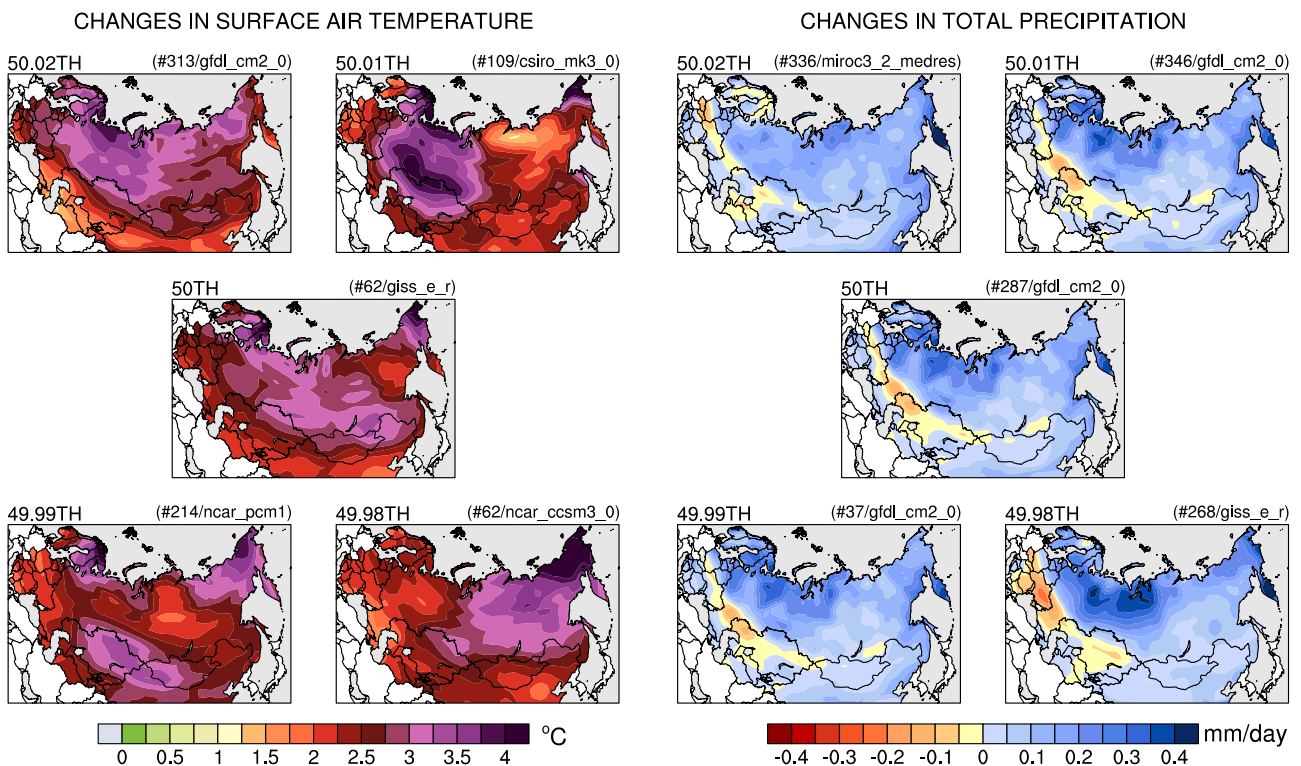 CHANGES IN SURFACE AIR TEMPERATURE
CHANGES IN TOTAL PRECIPITATION
50.02TH (#313/gfdl_cm2_0)
50.01TH (#109/csiro_mk3_0)
50.02TH (#336/miroc3_2_medres)
50.01TH (#346/gfdl_cm2_0)
50TH (#62/giss_e_r)
50TH (#287/gfdl_cm2_0)
49.99TH (#214/ncar_pcm1)
49.98TH (#62/ncar_ccsm3_0)
49.99TH (#37/gfdl_cm2_0)
49.98TH (#268/giss_e_r)
0 0.5 1 1.5 2 2.5 3 3.5 4 °C
-0.4 -0.3 -0.2 -0.1 0 0.1 0.2 0.3 0.4 mm/day